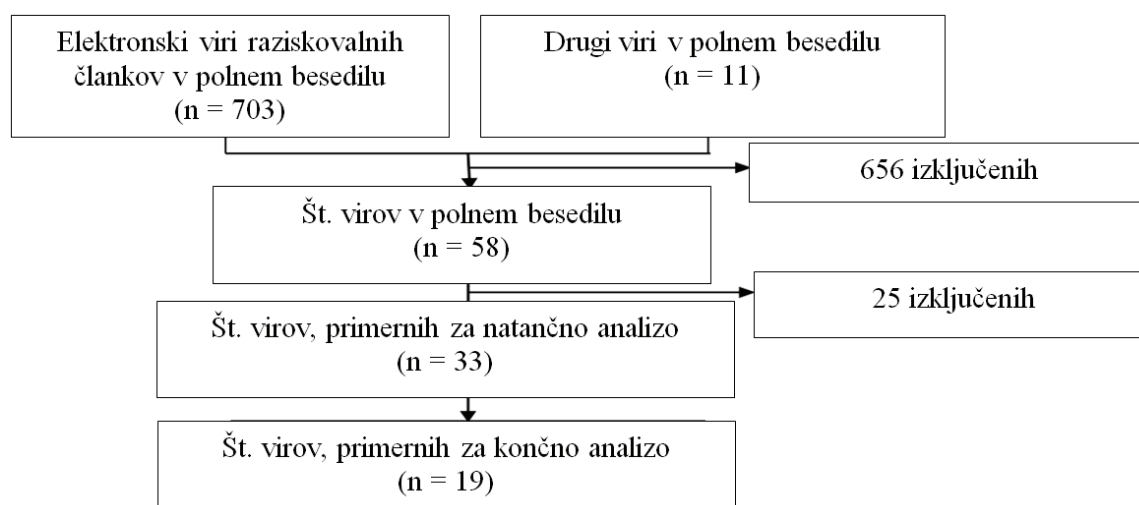 Elektronski viri raziskovalnih
člankov v polnem besedilu
(n = 703)
Drugi viri v polnem besedilu
(n = 11)
656 izključenih
Št. virov v polnem besedilu
(n = 58)
25 izključenih
Št. virov, primernih za natančno analizo
(n = 33)
Št. virov, primernih za končno analizo
(n = 19)